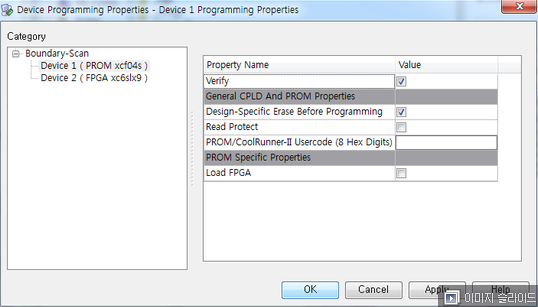 Device Programming Properties - Device 1 Programming Properties
Category
Boundary-Scan
Device 1 ( PROM xcf04s )
Device 2 ( FPGA xc6slx9 )
Property Name Value
Verify
General CPLD And PROM Properties
Design-Specific Erase Before Programming
Read Protect
PROM/CoolRunner-II Usercode (8 Hex Digits)
PROM Specific Properties
Load FPGA
OK Cancel Apply Help
이미지 슬라이드